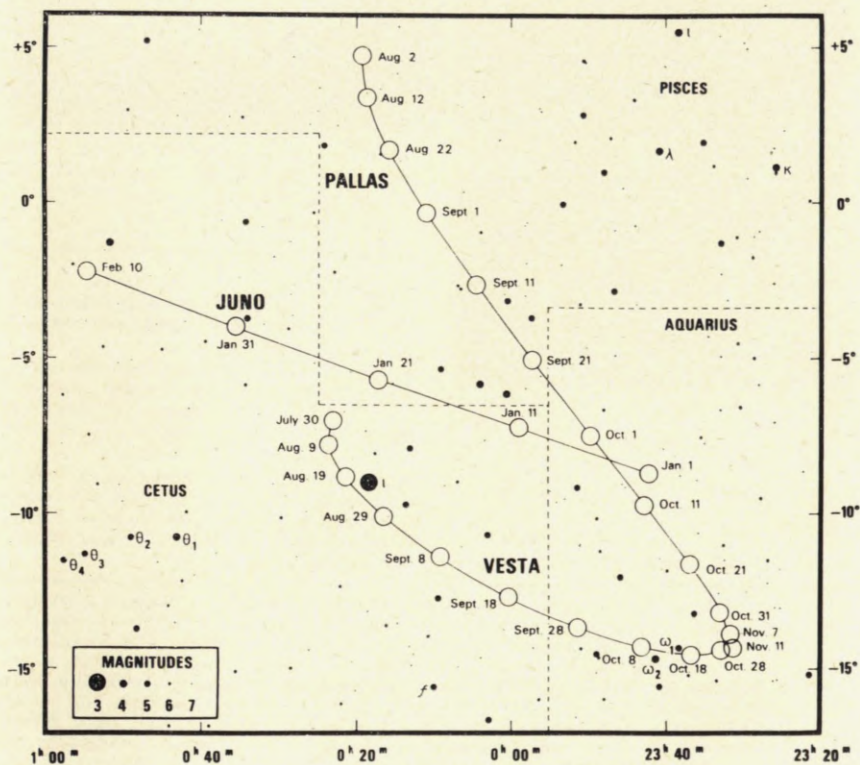 +5°
Aug. 2
ι
+5°
PISCES
Aug. 12
Aug. 22
λ
κ
PALLAS
0°
Sept. 1
0°
Feb 10
Sept. 11
JUNO
AQUARIUS
Jan 31
−5°
Jan 21
Sept. 21
−5°
July 30
Jan 11
Oct. 1
Aug. 9
Jan. 1
Aug. 19
ι
CETUS
Oct. 11
−10°
Aug. 29
−10°
θ₂
θ₁
θ₄
θ₃
Sept. 8
VESTA
Oct. 21
Sept. 18
Oct. 31
Sept. 28
Nov. 7
Nov. 11
MAGNITUDES
−15°
Oct. 8
ω₁
ω₂
Oct. 18
Oct. 28
−15°
3 4 5 6 7
f
1ʰ 00ᵐ
0ʰ 40ᵐ
0ʰ 20ᵐ
0ʰ 00ᵐ
23ʰ 40ᵐ
23ʰ 20ᵐ